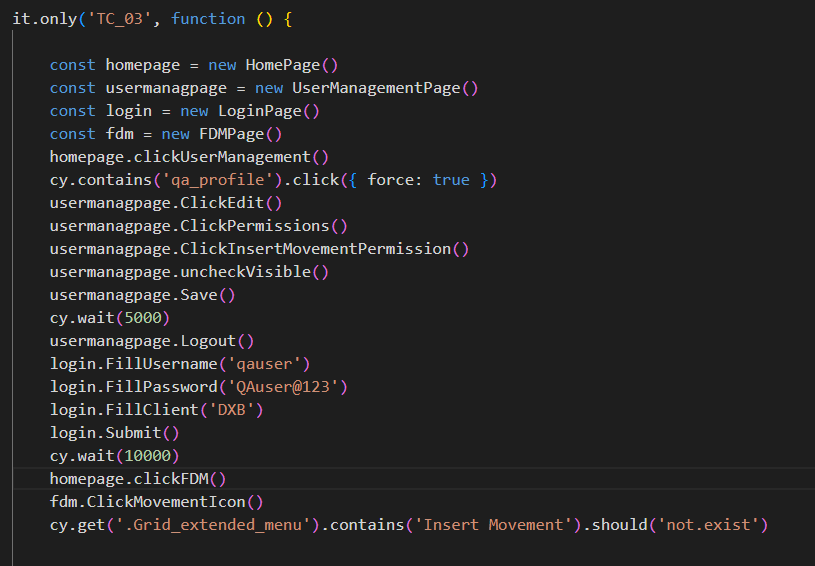 it.only('TC_03', function () {
const homepage = new HomePage()
const usermanagpage = new UserManagementPage()
const login = new LoginPage()
const fdm = new FDMPage()
homepage.clickUserManagement()
cy.contains('qa_profile').click({ force: true })
usermanagpage.ClickEdit()
usermanagpage.ClickPermissions()
usermanagpage.ClickInsertMovementPermission()
usermanagpage.uncheckVisible()
usermanagpage.Save()
cy.wait(5000)
usermanagpage.Logout()
login.FillUsername('qauser')
login.FillPassword('QAuser@123')
login.FillClient('DXB')
login.Submit()
cy.wait(10000)
homepage.clickFDM()
fdm.ClickMovementIcon()
cy.get('.Grid_extended_menu').contains('Insert Movement').should('not.exist')